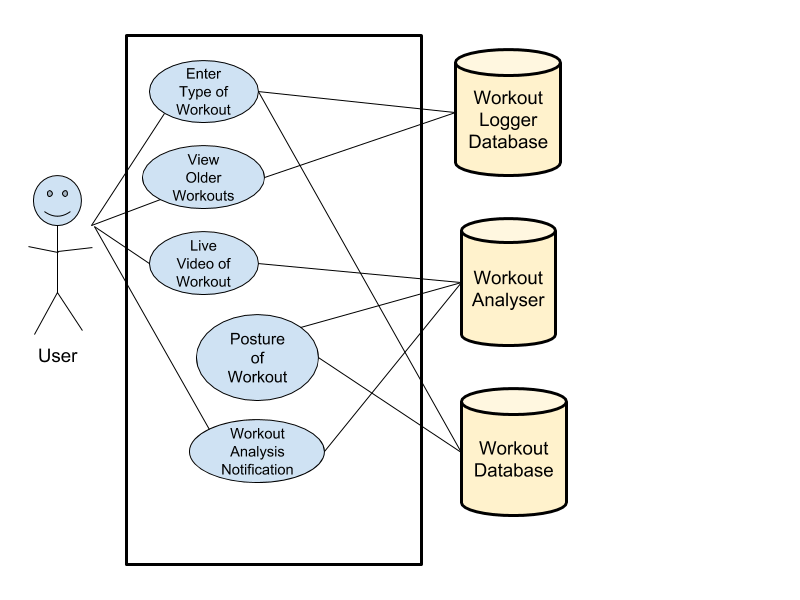 Enter
Type of
Workout
View
Older
Workouts
Live
Video of
Workout
Posture
of
Workout
Workout
Analysis
Notification
User
Workout
Logger
Database
Workout
Analyser
Workout
Database